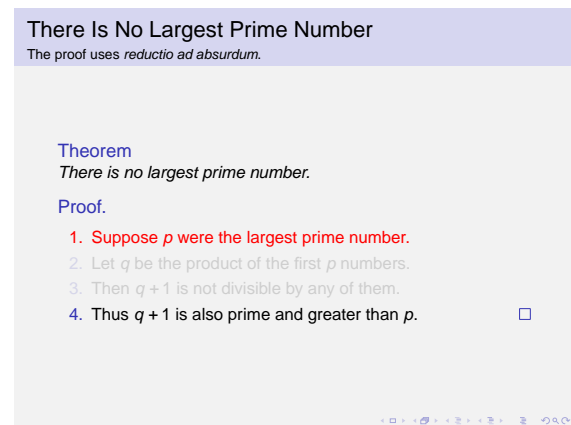 There Is No Largest Prime Number
The proof uses reductio ad absurdum.
Theorem
There is no largest prime number.
Proof.
1. Suppose p were the largest prime number.
2. Let q be the product of the first p numbers.
3. Then q + 1 is not divisible by any of them.
4. Thus q + 1 is also prime and greater than p. □